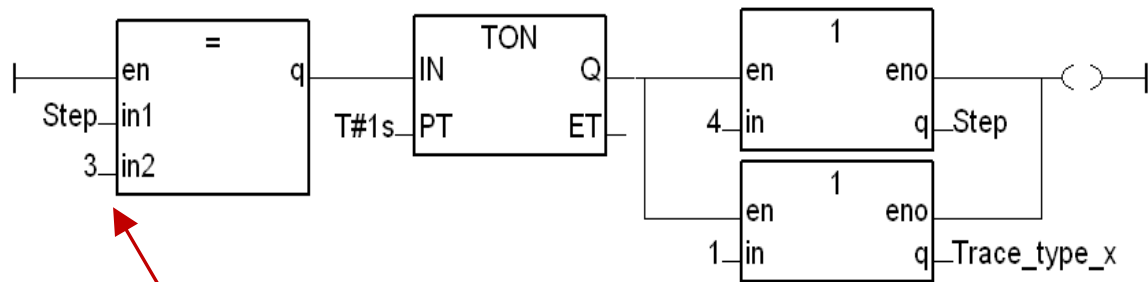 = TON 1
en q IN Q en eno
Step in1 T#1s PT ET 4 in q Step
3 in2 1
en eno
1 in q Trace_type_x